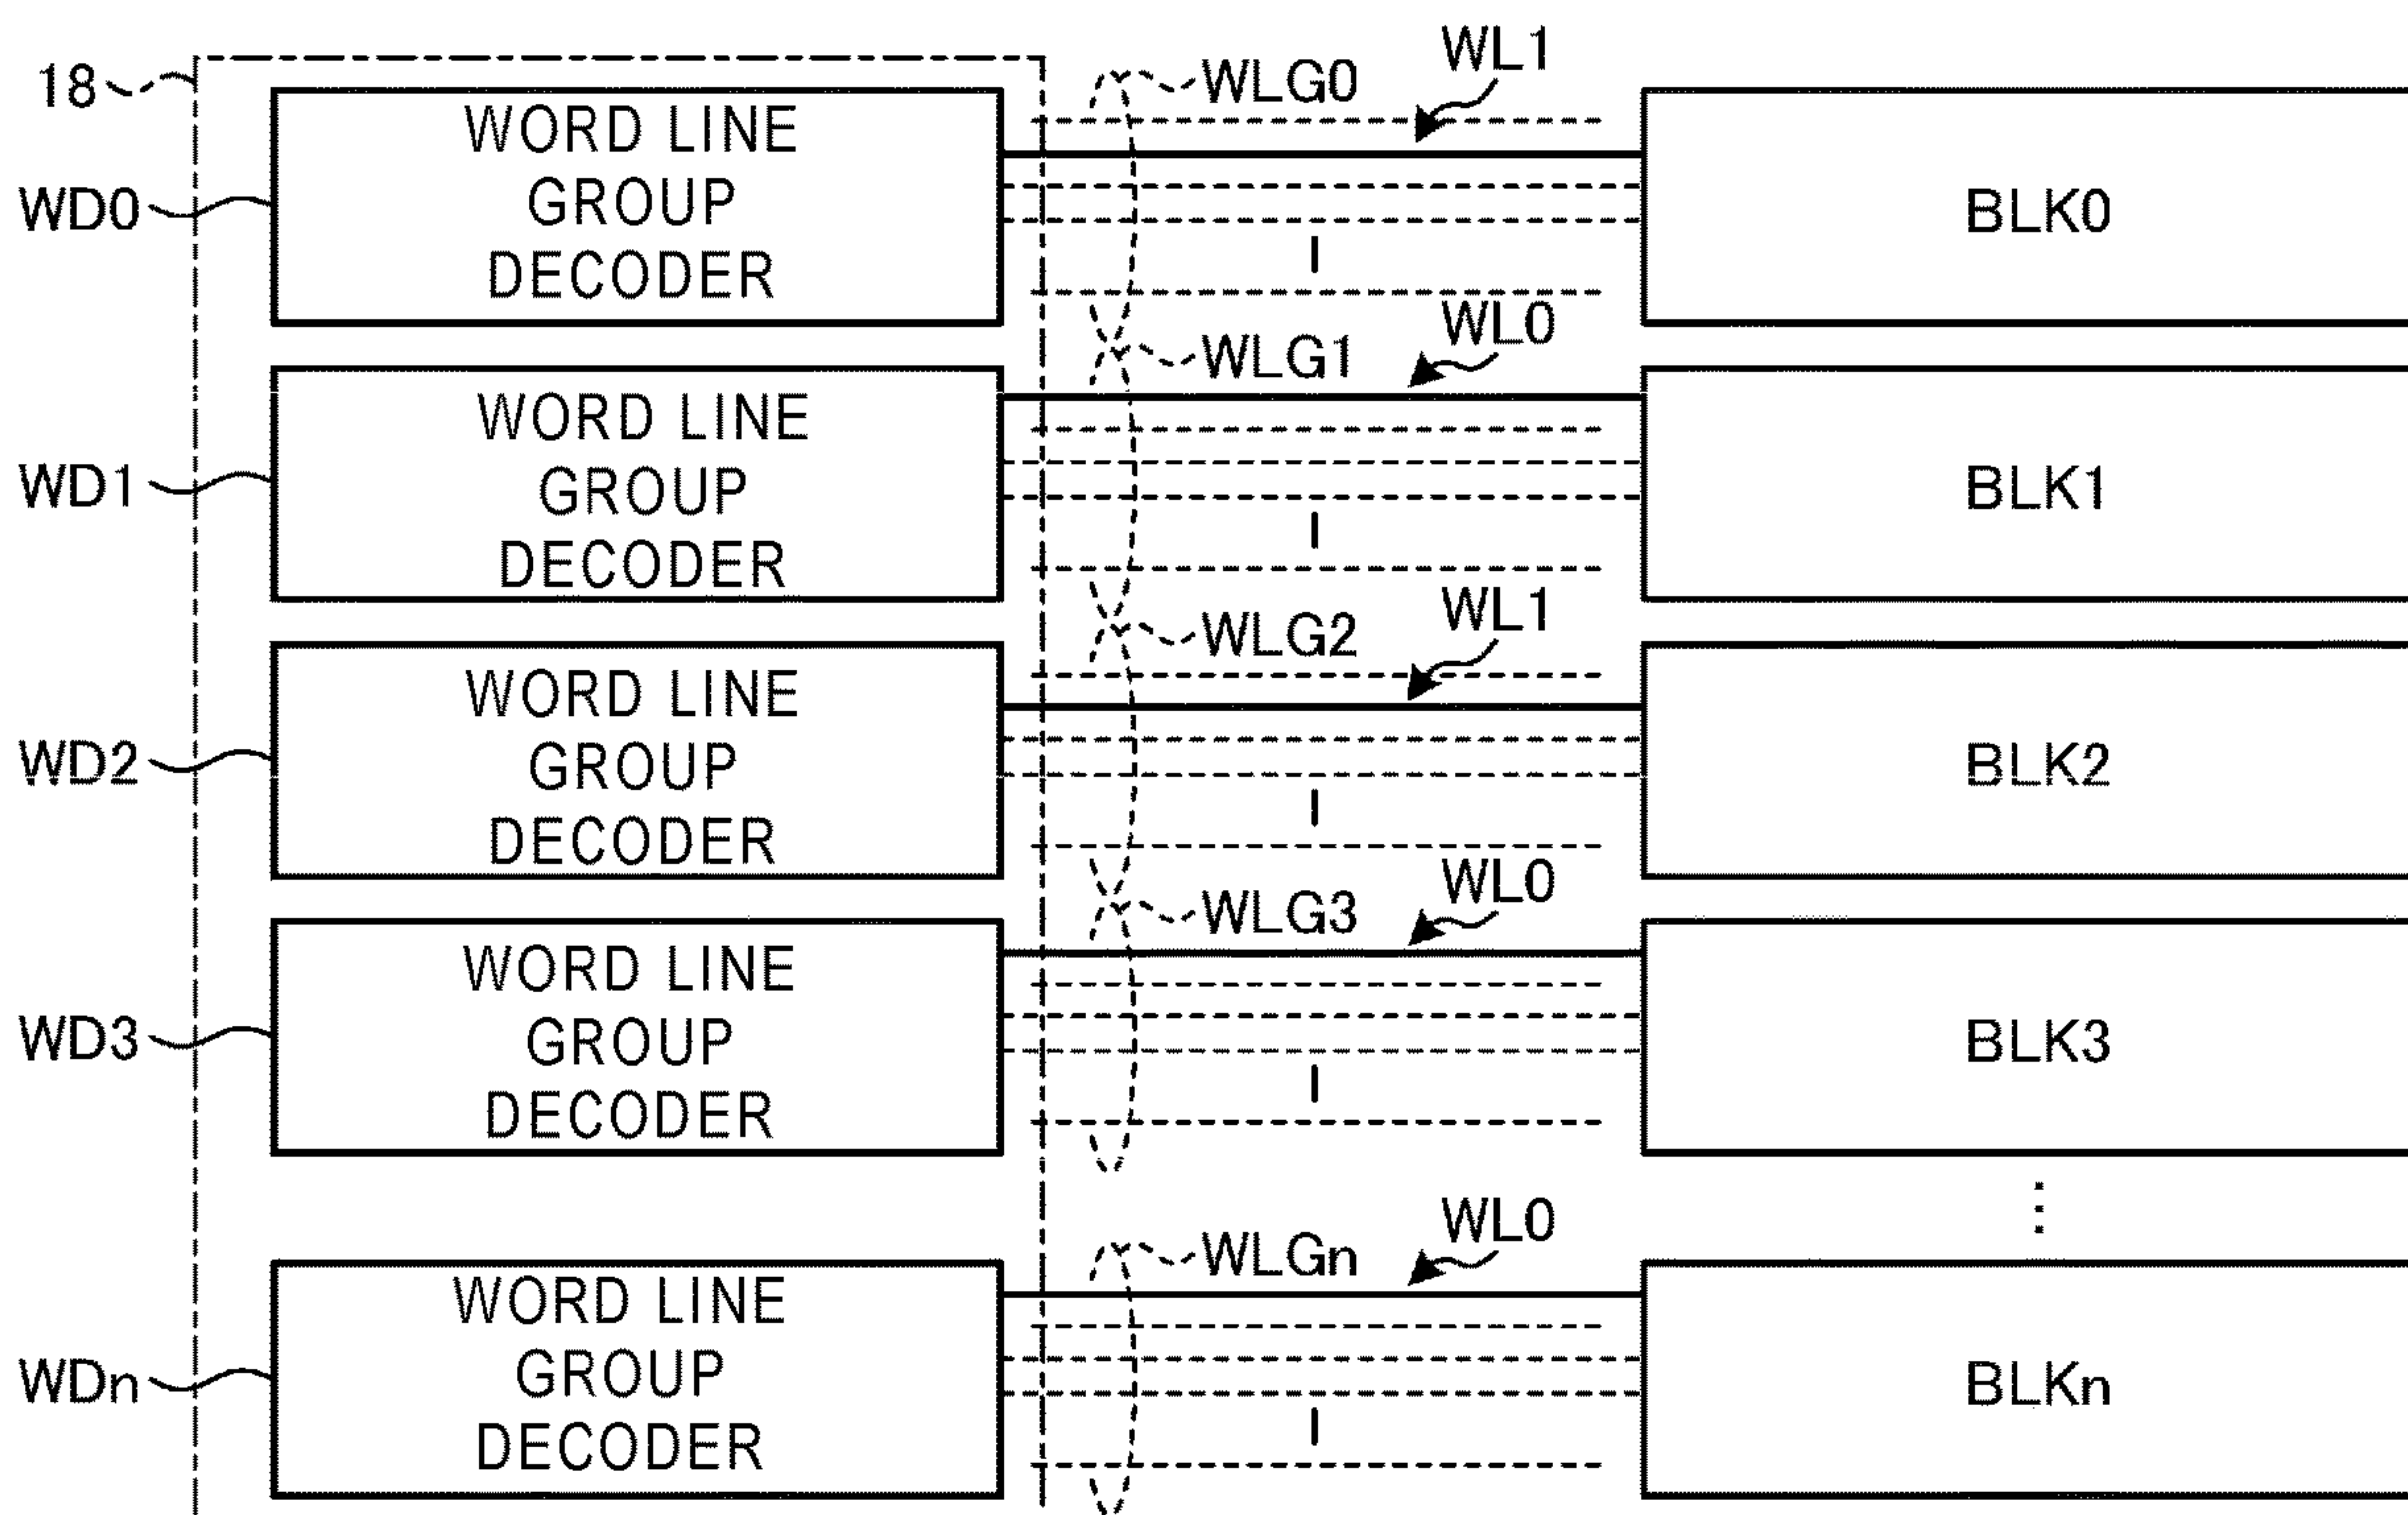 18
WLG0
WL1
WORD LINE
GROUP
DECODER
WD0
BLK0
WLG1
WL0
WORD LINE
GROUP
DECODER
WD1
BLK1
WLG2
WL1
WORD LINE
GROUP
DECODER
WD2
BLK2
WLG3
WL0
WORD LINE
GROUP
DECODER
WD3
BLK3
WLGn
WL0
WORD LINE
GROUP
DECODER
WDn
BLKn